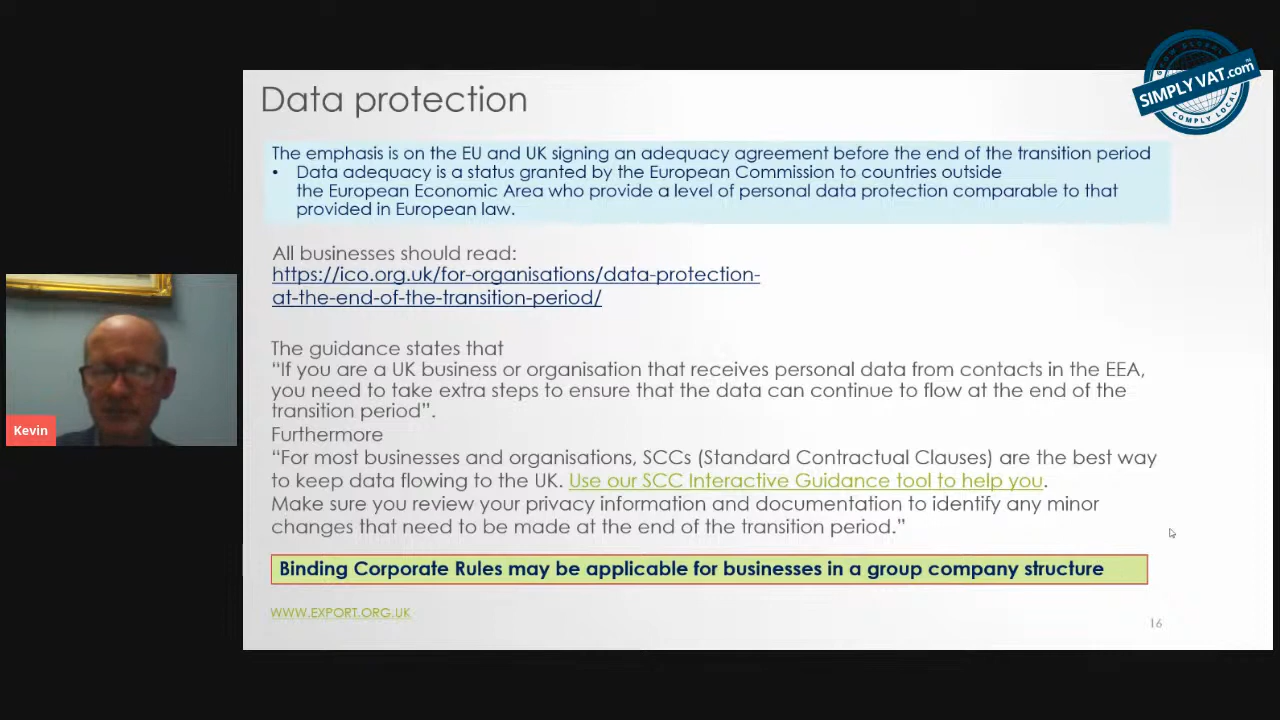 Data protection
GROW GLOBAL
SIMPLY VAT.com
COMPLY LOCAL
The emphasis is on the EU and UK signing an adequacy agreement before the end of the transition period
• Data adequacy is a status granted by the European Commission to countries outside
the European Economic Area who provide a level of personal data protection comparable to that
provided in European law.
All businesses should read:
https://ico.org.uk/for-organisations/data-protection-
at-the-end-of-the-transition-period/
The guidance states that
“If you are a UK business or organisation that receives personal data from contacts in the EEA,
you need to take extra steps to ensure that the data can continue to flow at the end of the
transition period”.
Kevin
Furthermore
“For most businesses and organisations, SCCs (Standard Contractual Clauses) are the best way
to keep data flowing to the UK. Use our SCC Interactive Guidance tool to help you.
Make sure you review your privacy information and documentation to identify any minor
changes that need to be made at the end of the transition period.”
Binding Corporate Rules may be applicable for businesses in a group company structure
WWW.EXPORT.ORG.UK
16